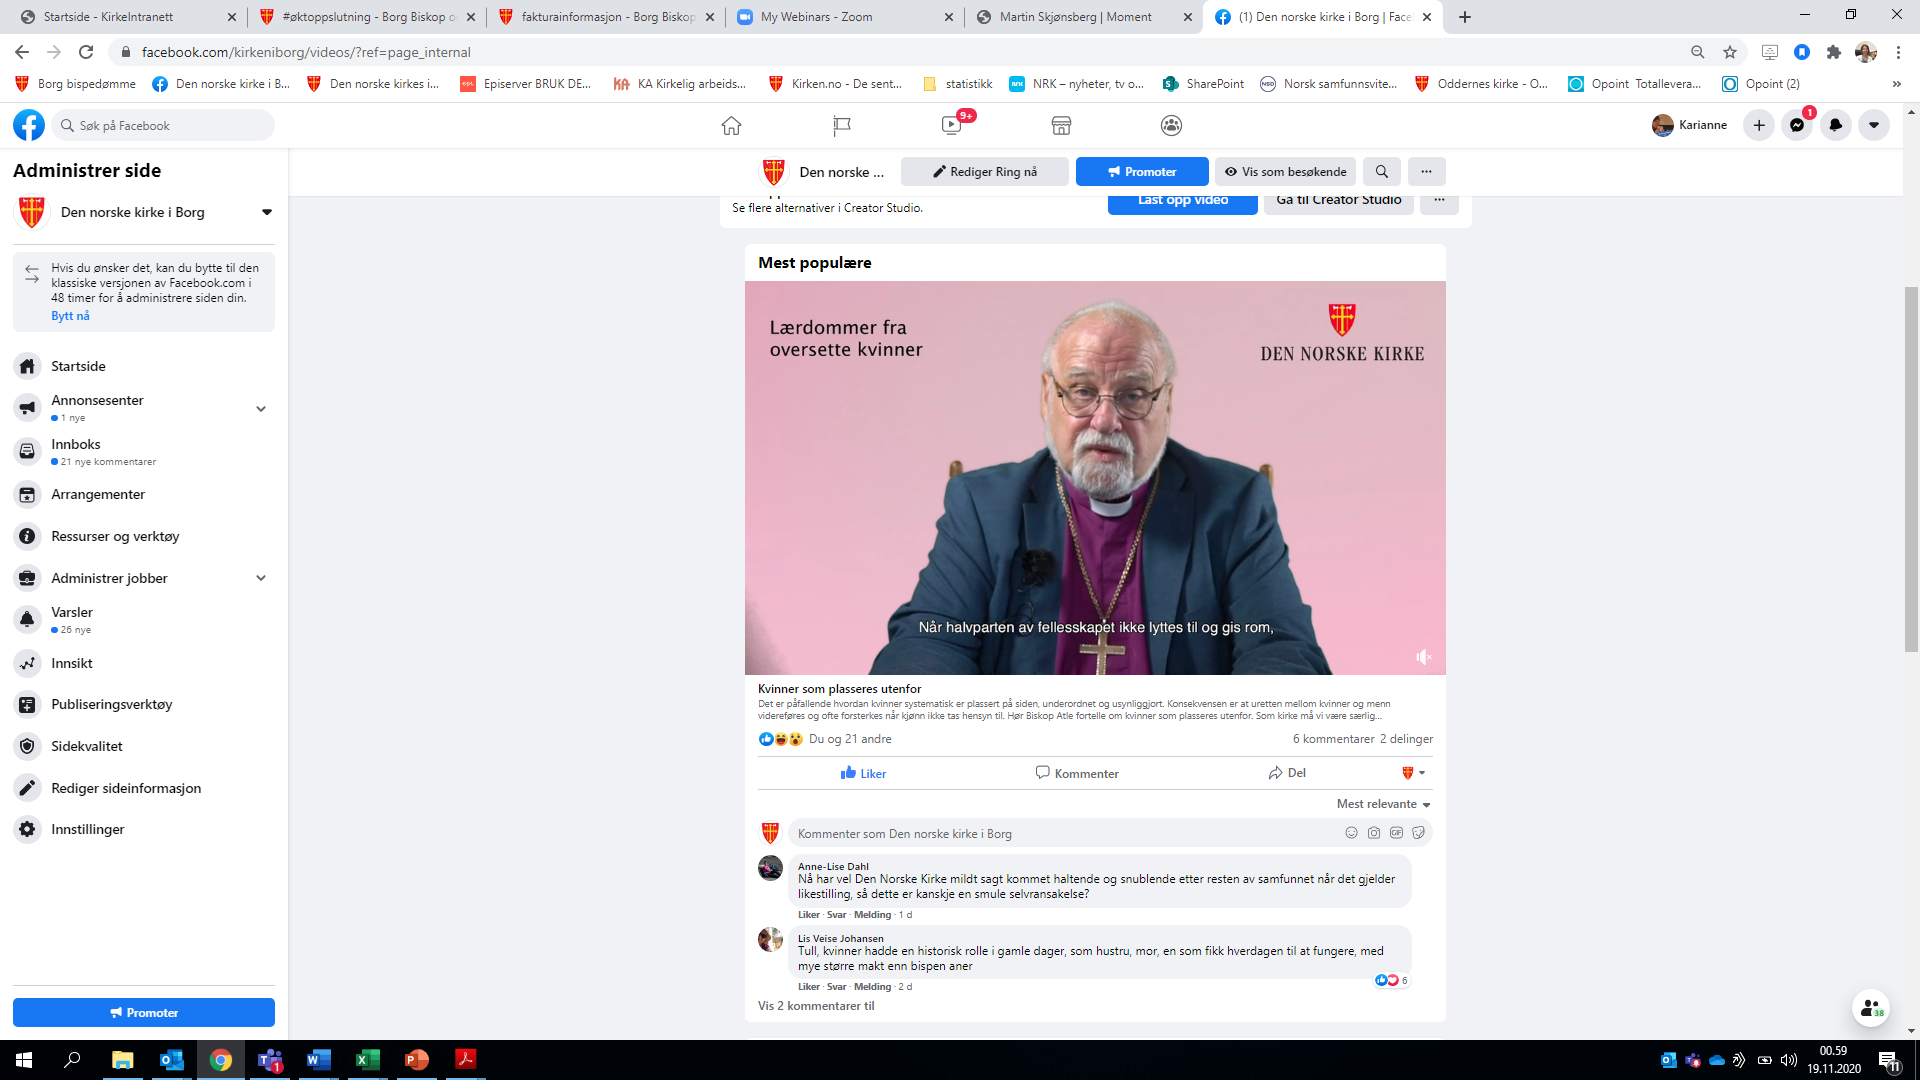 Startside - KirkeIntranett
#øktoppslutning - Borg Biskop o
fakturainformasjon - Borg Biskop
My Webinars - Zoom
Martin Skjønsberg | Moment
(1) Den norske kirke i Borg | Face
facebook.com/kirkeniborg/videos/?ref=page_internal
Borg bispedømme
Den norske kirke i B...
Den norske kirkes i...
Episerver BRUK DE...
KA Kirkelig arbeids...
Kirken.no - De sent...
statistikk
NRK – nyheter, tv o...
SharePoint
Norsk samfunnsvite...
Oddernes kirke - O...
Opoint Totallevera...
Opoint (2)
Søk på Facebook
9+
Karianne
1
Administrer side
Den norske kirke i Borg
Hvis du ønsker det, kan du bytte til den
klassiske versjonen av Facebook.com i
48 timer for å administrere siden din.
Bytt nå
Startside
Annonsesenter
1 nye
Innboks
21 nye kommentarer
Arrangementer
Ressurser og verktøy
Administrer jobber
Varsler
26 nye
Innsikt
Publiseringsverktøy
Sidekvalitet
Rediger sideinformasjon
Innstillinger
Promoter
Den norske ...
Rediger Ring nå
Promoter
Vis som besøkende
Se flere alternativer i Creator Studio.
Last opp video
Gå til Creator Studio
Mest populære
Lærdommer fra
oversette kvinner
DEN NORSKE KIRKE
Når halvparten av fellesskapet ikke lyttes til og gis rom,
Kvinner som plasseres utenfor
Det er påfallende hvordan kvinner systematisk er plassert på siden, underordnet og usynliggjort. Konsekvensen er at uretten mellom kvinner og menn
videreføres og ofte forsterkes når kjønn ikke tas hensyn til. Hør Biskop Atle fortelle om kvinner som plasseres utenfor. Som kirke må vi være særlig...
Du og 21 andre
6 kommentarer 2 delinger
Liker
Kommenter
Del
Mest relevante
Kommenter som Den norske kirke i Borg
GIF
Anne-Lise Dahl
Nå har vel Den Norske Kirke mildt sagt kommet haltende og snublende etter resten av samfunnet når det gjelder
likestilling, så dette er kanskje en smule selvransakelse?
Liker · Svar · Melding · 1 d
Lis Veise Johansen
Tull, kvinner hadde en historisk rolle i gamle dager, som hustru, mor, en som fikk hverdagen til at fungere, med
mye større makt enn bispen aner
6
Liker · Svar · Melding · 2 d
Vis 2 kommentarer til
38
1
00.59
19.11.2020
11